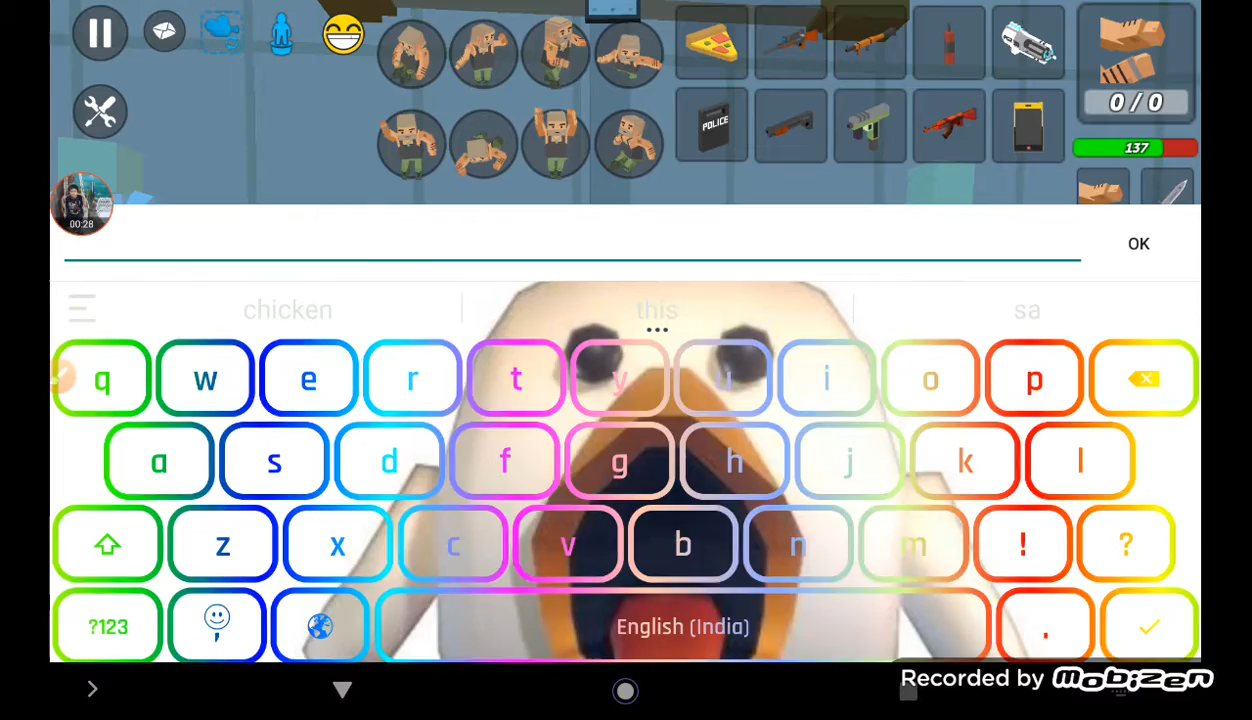 POLICE
0 / 0
137
00:28
OK
chicken this sa
q w e r t y u i o p
a s d f g h j k l
z x c v b n m ! ?
?123 , English (India) .
Recorded by mobizen